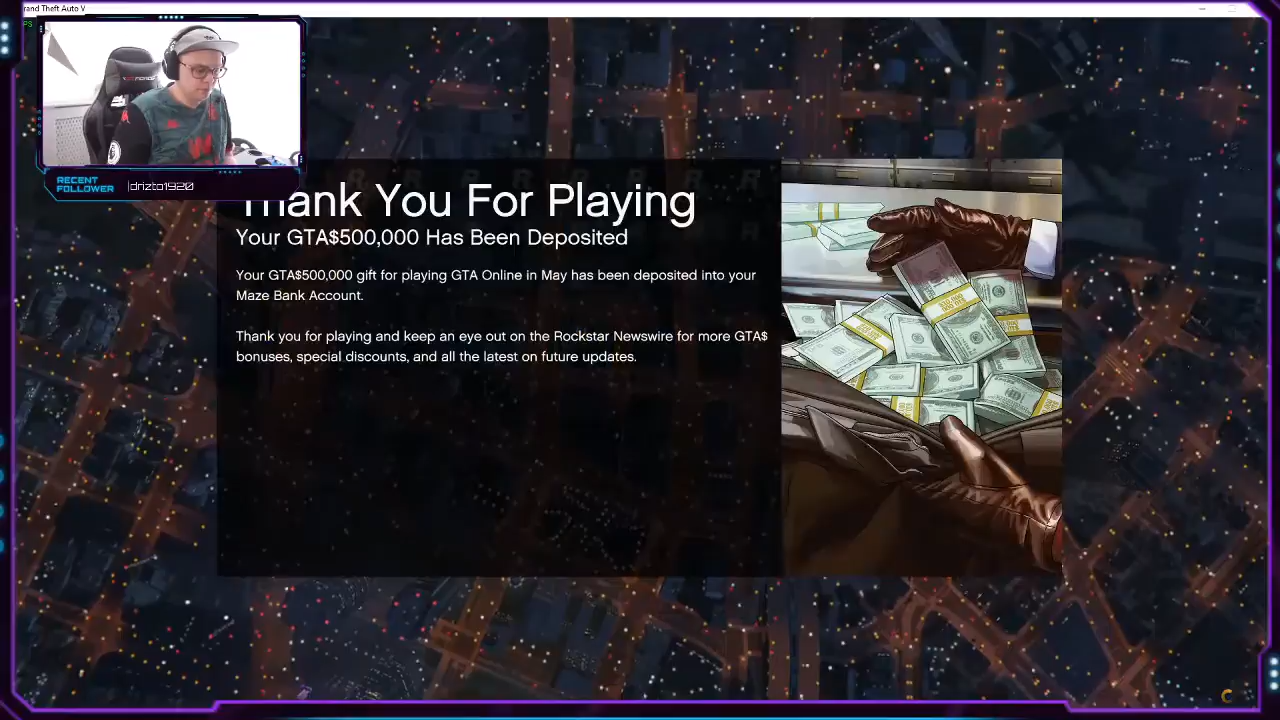 rand Theft Auto V
RECENT
FOLLOWER
drizto1920
Thank You For Playing
Your GTA$500,000 Has Been Deposited
Your GTA$500,000 gift for playing GTA Online in May has been deposited into your
Maze Bank Account.
Thank you for playing and keep an eye out on the Rockstar Newswire for more GTA$
bonuses, special discounts, and all the latest on future updates.